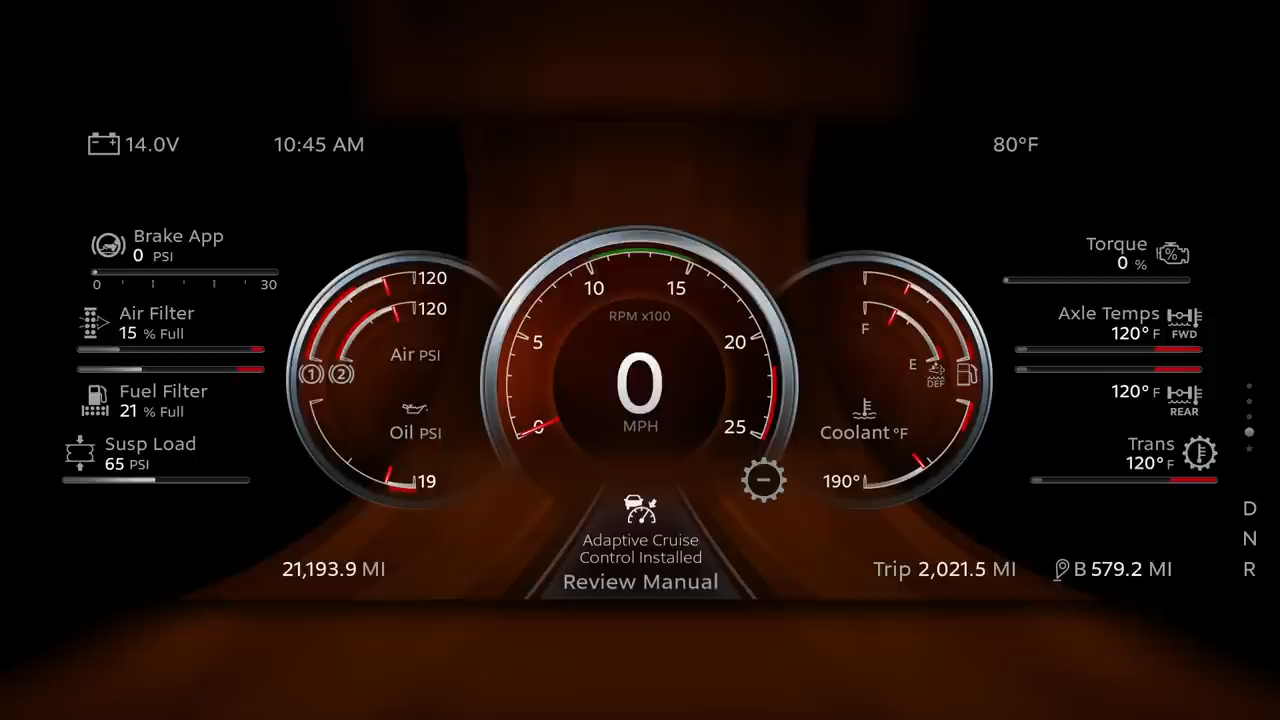 14.0V
10:45 AM
80°F
Brake App
0 PSI
0 30
Air Filter
15 % Full
Fuel Filter
21 % Full
Susp Load
65 PSI
120
120
Air PSI
1 2
Oil PSI
19
10 15
5 20
0 25
RPM x100
0
MPH
F
E
DEF
Coolant °F
190°
Torque
0 %
%
Axle Temps
120° F
FWD
120° F
REAR
Trans
120° F
D
N
R
Adaptive Cruise
Control Installed
Review Manual
21,193.9 MI
Trip 2,021.5 MI
B 579.2 MI